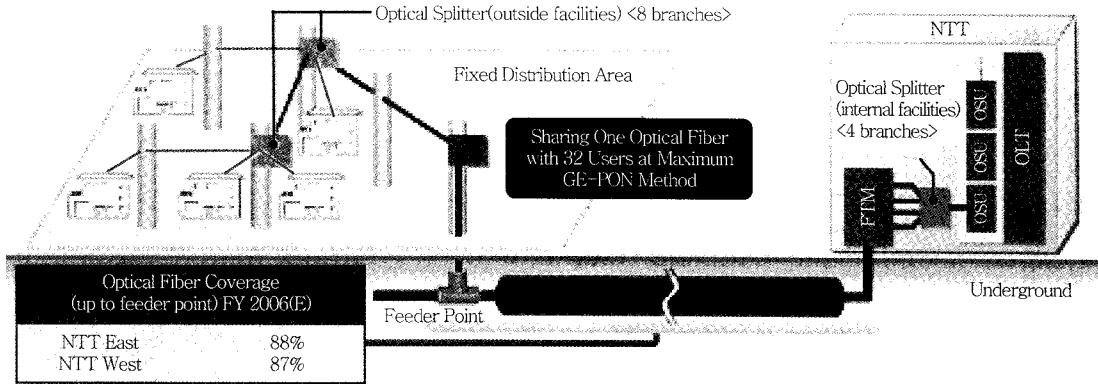 Optical Splitter(outside facilities) <8 branches>
NTT
Fixed Distribution Area
Optical Splitter
(internal facilities)
<4 branches>
OSU
OSU
OSU
OLT
FTM
Sharing One Optical Fiber
with 32 Users at Maximum
GE-PON Method
Optical Fiber Coverage
(up to feeder point) FY 2006(E)
NTT East 88%
NTT West 87%
Feeder Point
Underground